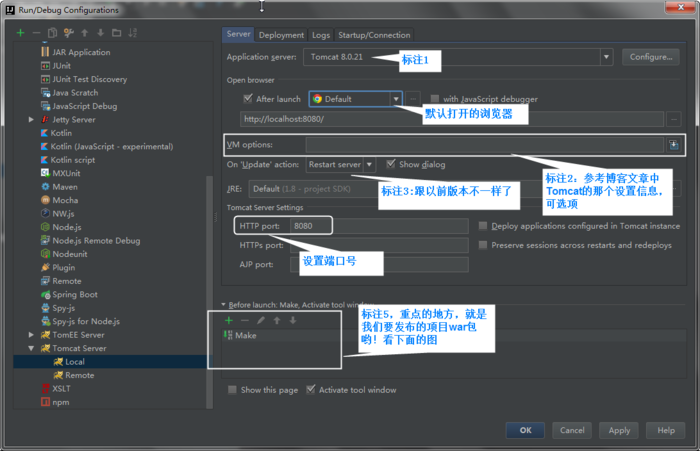 Run/Debug Configurations
JAR Application
JUnit
JUnit Test Discovery
Java Scratch
JavaScript Debug
Jetty Server
Kotlin
Kotlin (JavaScript - experimental)
Kotlin script
MXUnit
Maven
Mocha
NW.js
Node.js
Node.js Remote Debug
Nodeunit
Plugin
Remote
Spring Boot
Spy-js
Spy-js for Node.js
TomEE Server
Tomcat Server
Local
Remote
XSLT
npm
Server Deployment Logs Startup/Connection
Application server: Tomcat 8.0.21 Configure...
标注1
Open browser
After launch Default with JavaScript debugger
默认打开的浏览器
http://localhost:8080/
VM options:
On 'Update' action: Restart server Show dialog
标注2：参考博客文章中
Tomcat的那个设置信息，
可选项
JRE: Default (1.8 - project SDK)
标注3:跟以前版本不一样了
Tomcat Server Settings
HTTP port: 8080 Deploy applications configured in Tomcat instance
HTTPs port: Preserve sessions across restarts and redeploys
设置端口号
AJP port:
Before launch: Make, Activate tool window
标注5，重点的地方，就是
我们要发布的项目war包
哟！看下面的图
Make
Show this page Activate tool window
OK Cancel Apply Help